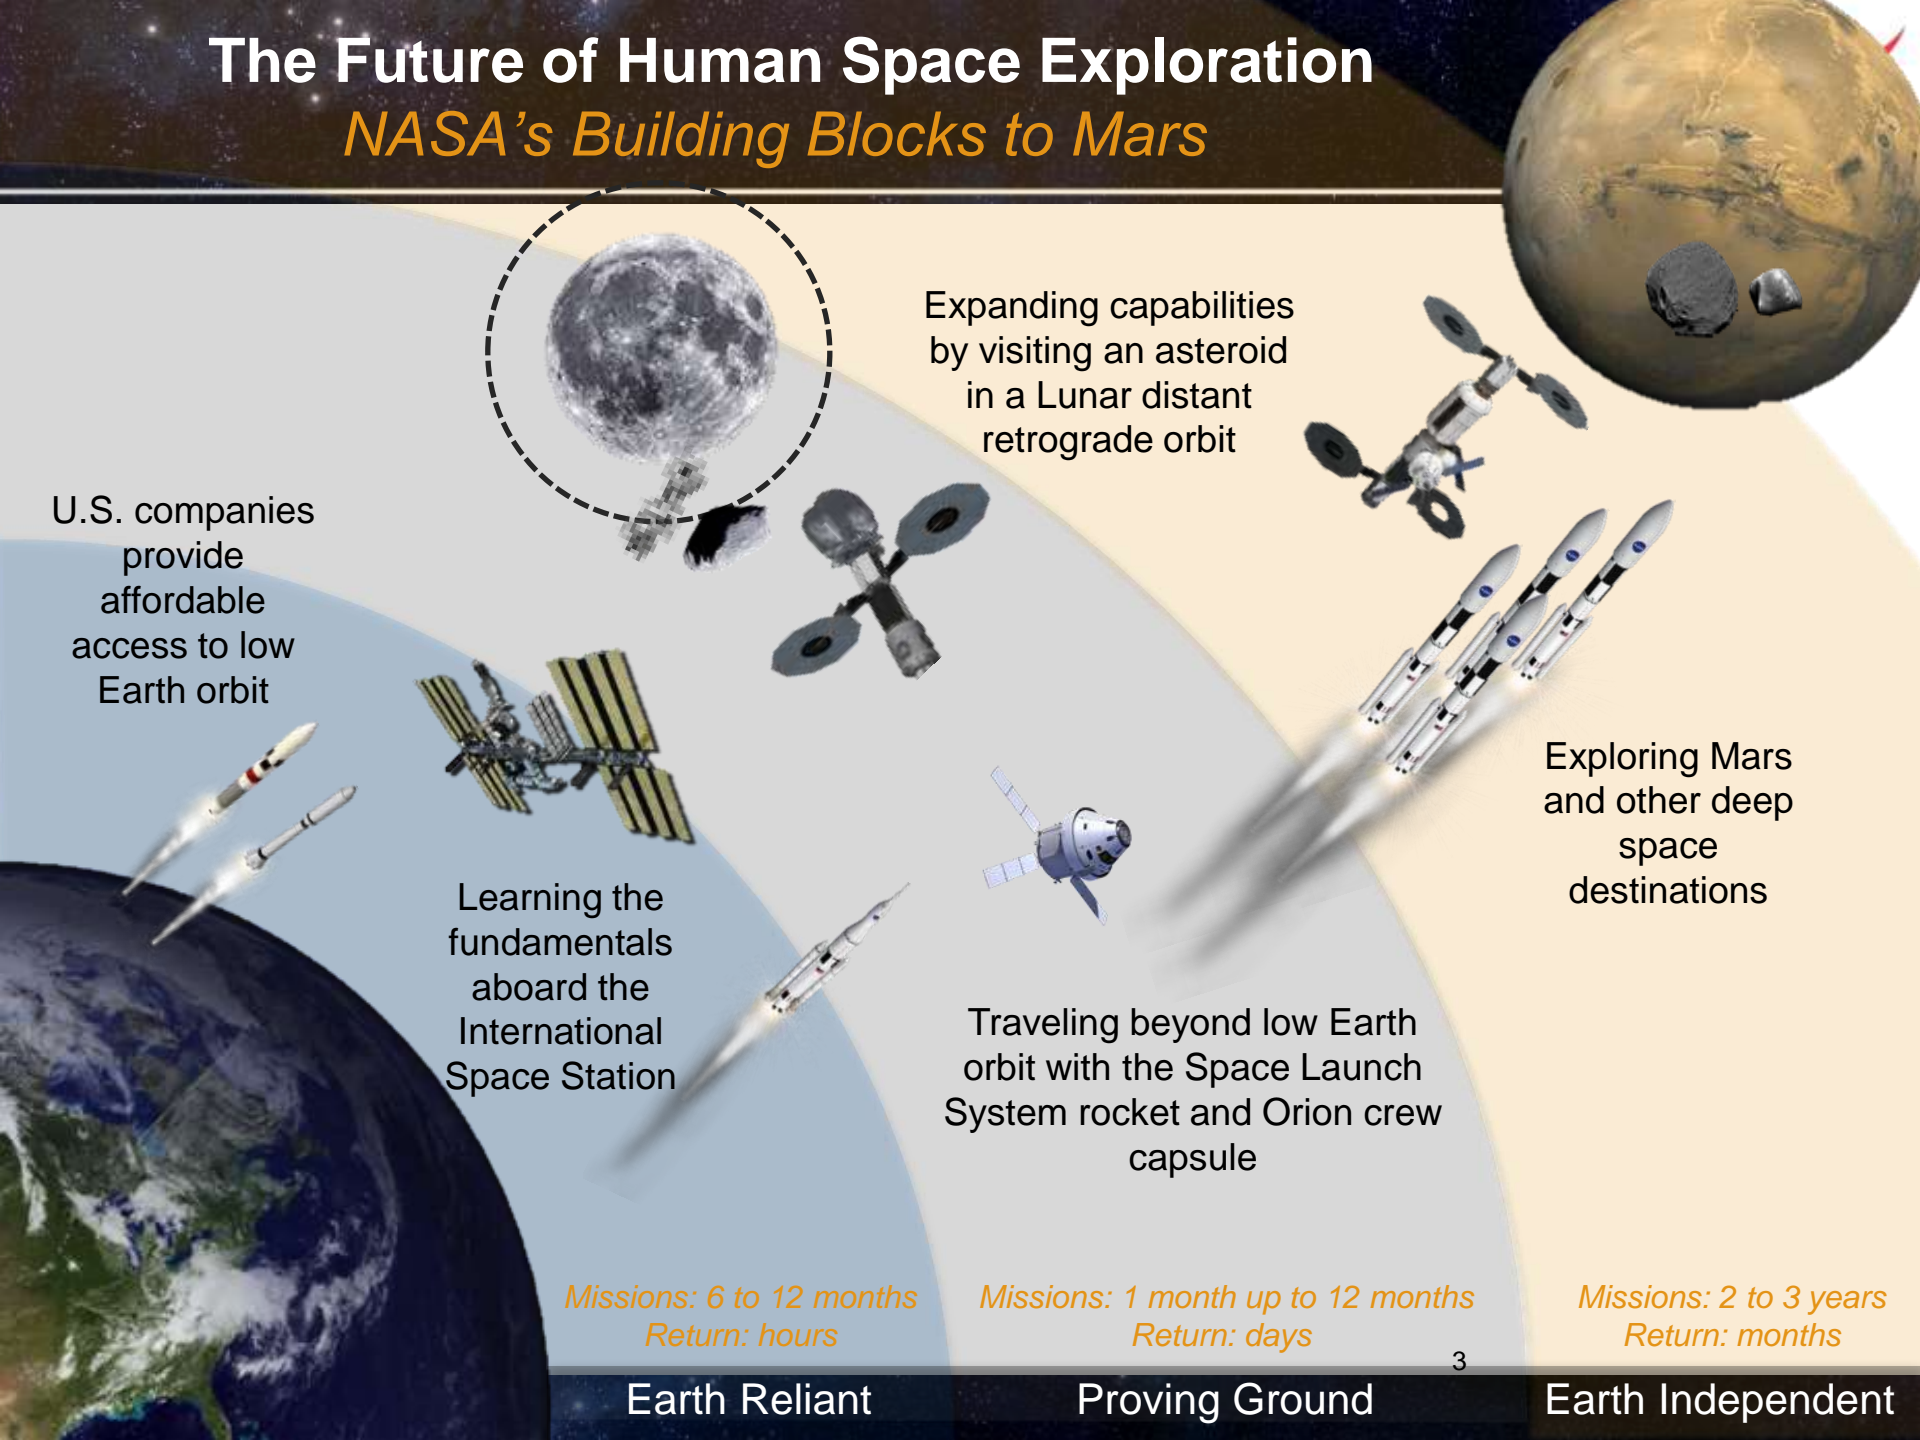 The Future of Human Space Exploration
NASA’s Building Blocks to Mars
Expanding capabilities
by visiting an asteroid
in a Lunar distant
retrograde orbit
U.S. companies
provide
affordable
access to low
Earth orbit
Exploring Mars
and other deep
space
destinations
Learning the
fundamentals
aboard the
International
Space Station
Traveling beyond low Earth
orbit with the Space Launch
System rocket and Orion crew
capsule
Missions: 6 to 12 months
Return: hours
Missions: 1 month up to 12 months
Return: days
Missions: 2 to 3 years
Return: months
3
Earth Reliant
Proving Ground
Earth Independent